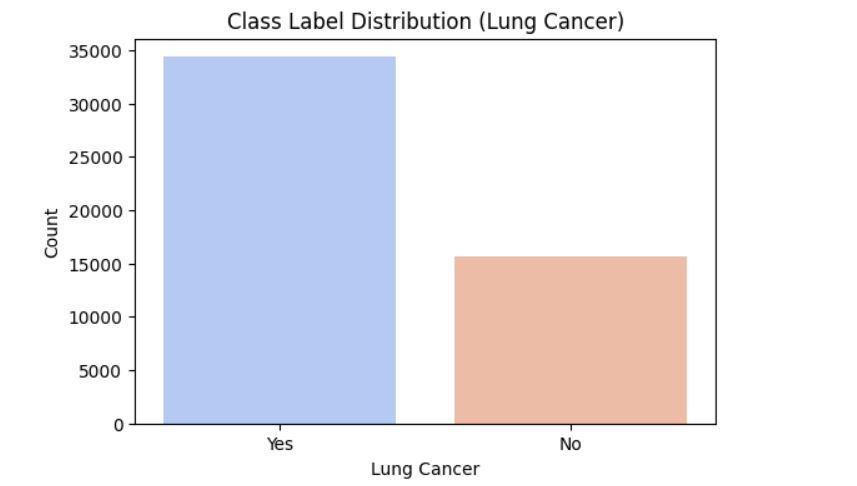 Class Label Distribution (Lung Cancer)
35000
30000
25000
20000
15000
10000
5000
0
Count
Yes No
Lung Cancer